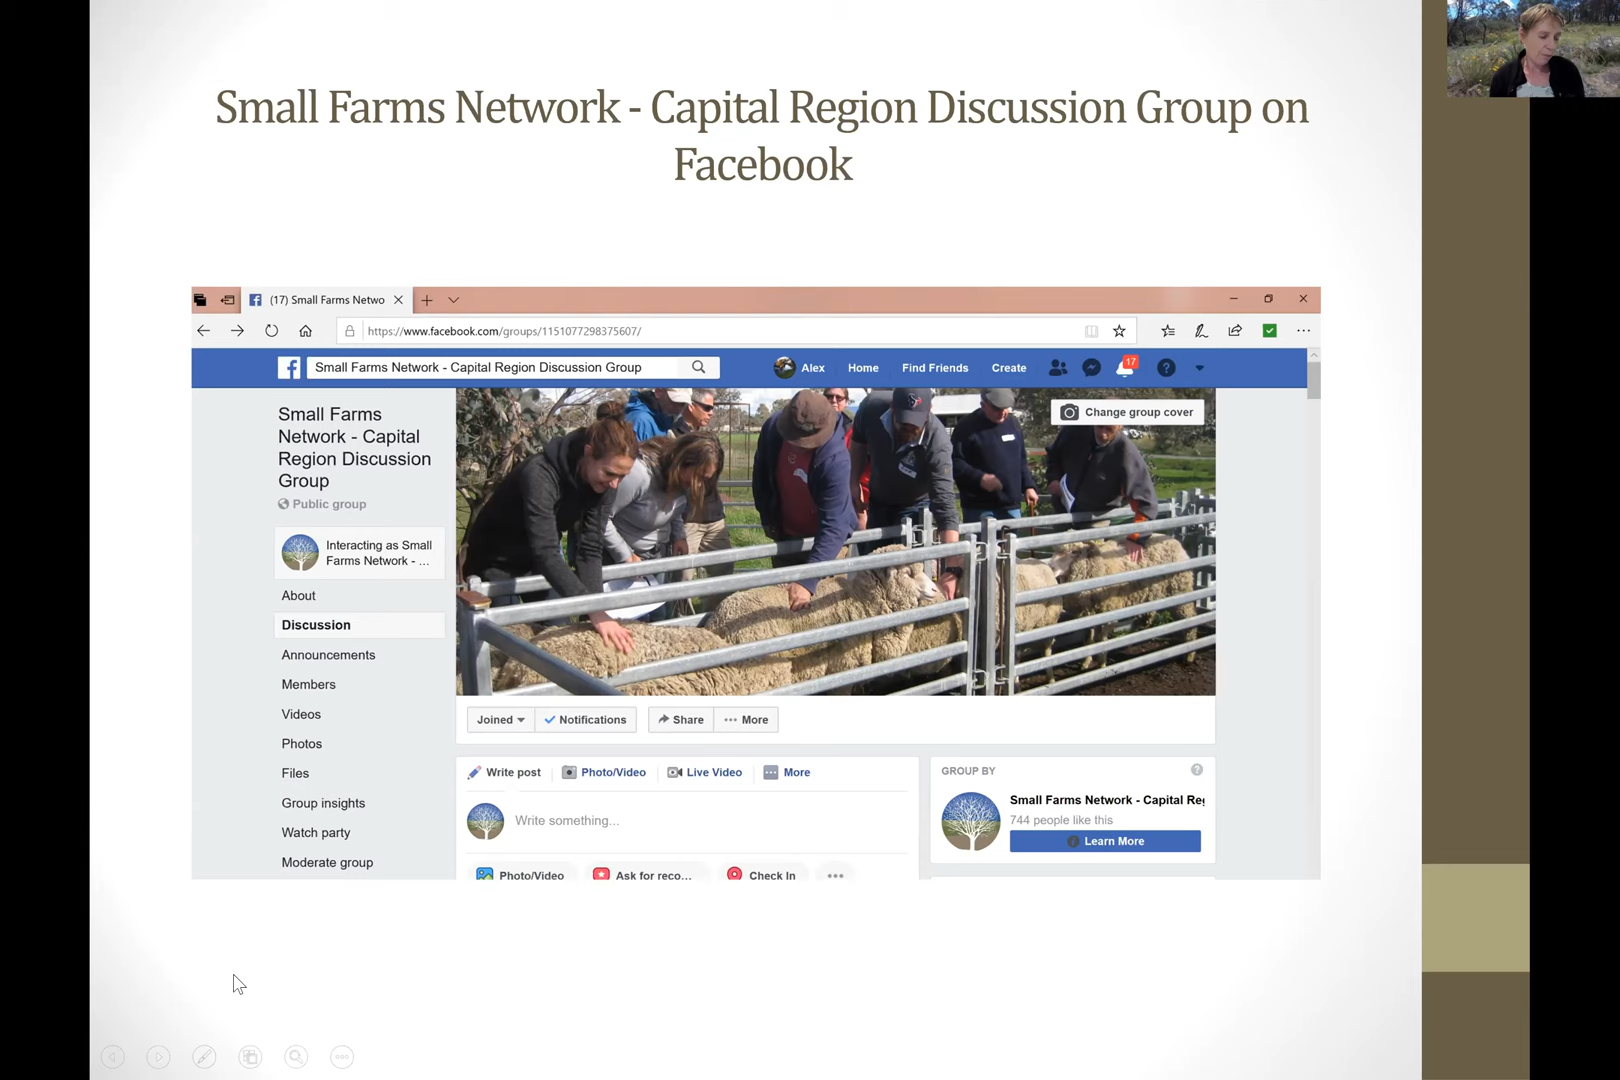 Small Farms Network - Capital Region Discussion Group on
Facebook
(17) Small Farms Netwo
https://www.facebook.com/groups/1151077298375607/
Small Farms Network - Capital Region Discussion Group
Alex
Home
Find Friends
Create
17
Small Farms
Network - Capital
Region Discussion
Group
Public group
Interacting as Small
Farms Network - ...
About
Discussion
Announcements
Members
Videos
Photos
Files
Group insights
Watch party
Moderate group
Change group cover
Joined
Notifications
Share
More
Write post
Photo/Video
Live Video
More
Write something...
Photo/Video
Ask for reco...
Check In
GROUP BY
Small Farms Network - Capital Reg
744 people like this
Learn More